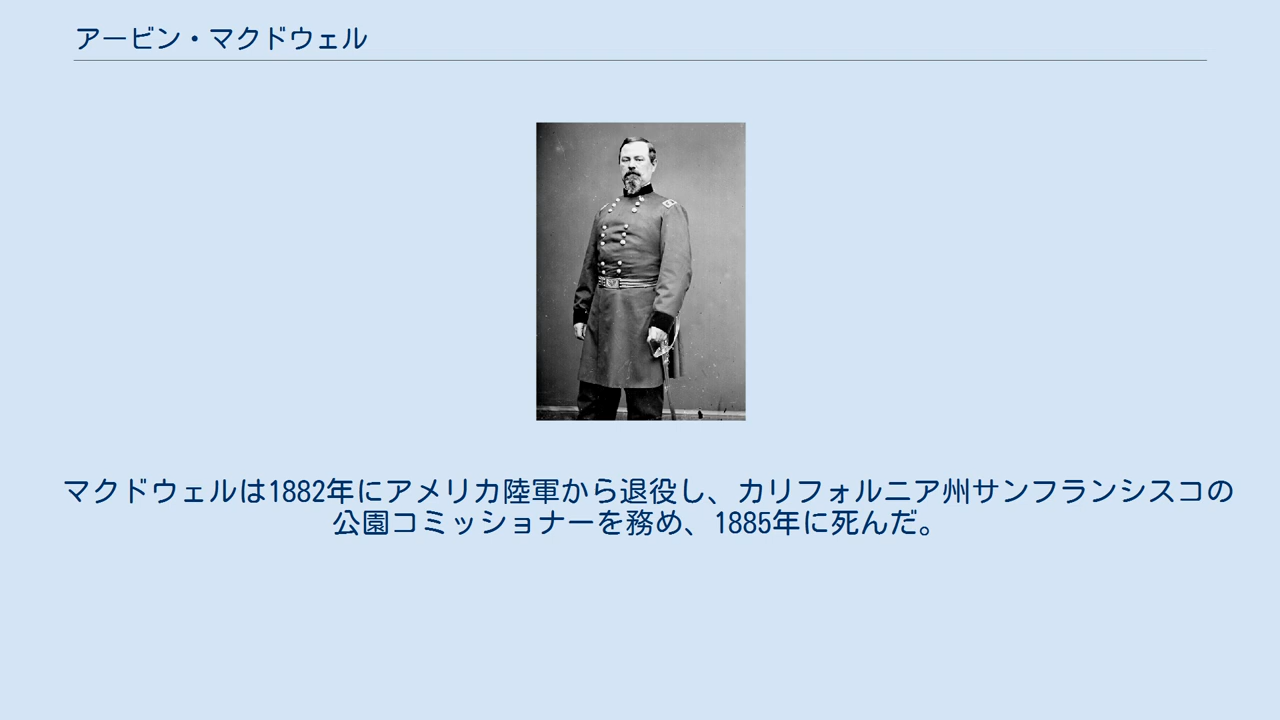 アービン・マクドウェル
マクドウェルは1882年にアメリカ陸軍から退役し、カリフォルニア州サンフランシスコの
公園コミッショナーを務め、1885年に死んだ。